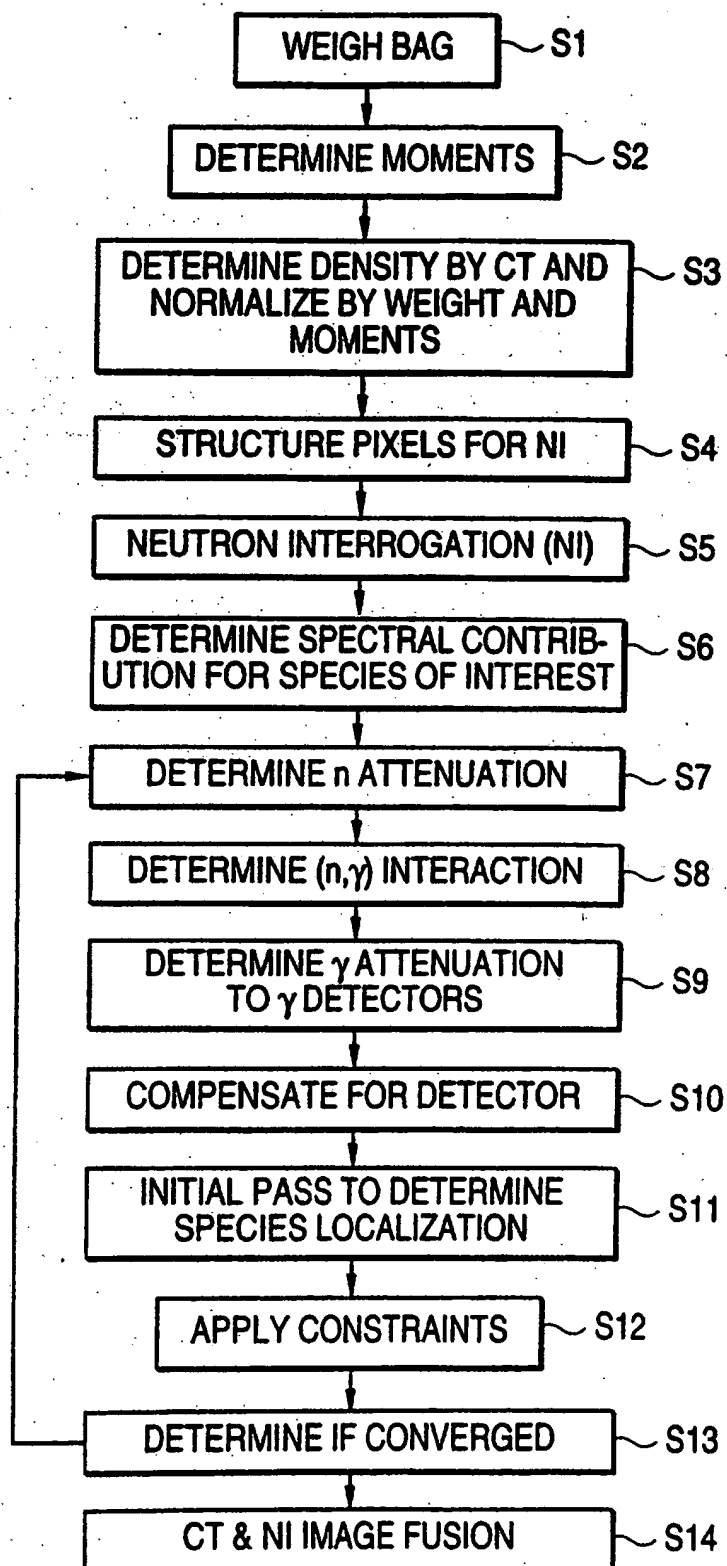 WEIGH BAG S1
DETERMINE MOMENTS S2
DETERMINE DENSITY BY CT AND
NORMALIZE BY WEIGHT AND
MOMENTS
S3
STRUCTURE PIXELS FOR NI S4
NEUTRON INTERROGATION (NI) S5
DETERMINE SPECTRAL CONTRIB-
UTION FOR SPECIES OF INTEREST
S6
DETERMINE n ATTENUATION S7
DETERMINE (n,γ) INTERACTION S8
DETERMINE γ ATTENUATION
TO γ DETECTORS
S9
COMPENSATE FOR DETECTOR S10
INITIAL PASS TO DETERMINE
SPECIES LOCALIZATION
S11
APPLY CONSTRAINTS S12
DETERMINE IF CONVERGED S13
CT & NI IMAGE FUSION S14